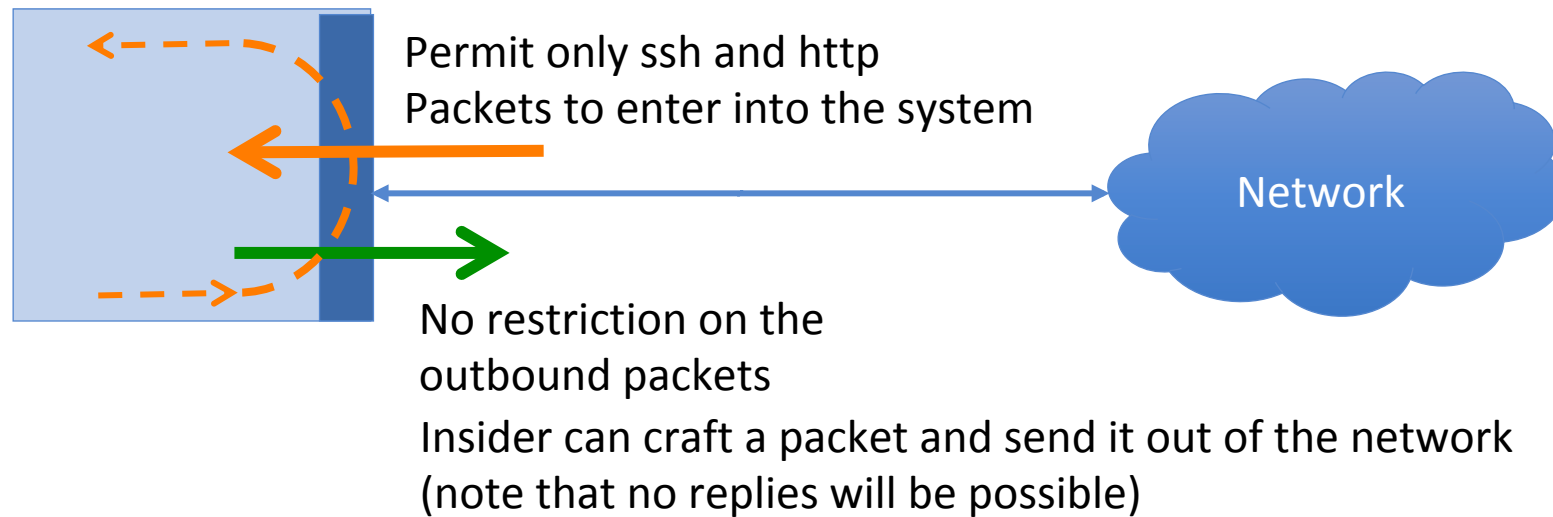 Permit only ssh and http
Packets to enter into the system
Network
No restriction on the
outbound packets
Insider can craft a packet and send it out of the network
(note that no replies will be possible)